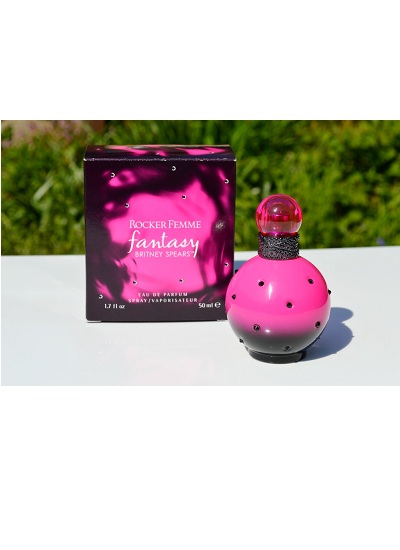 ROCKER FEMME
fantasy
BRITNEY SPEARS
EAU DE PARFUM
SPRAY/VAPORISATEUR
1.7 fl oz 50 ml ℮